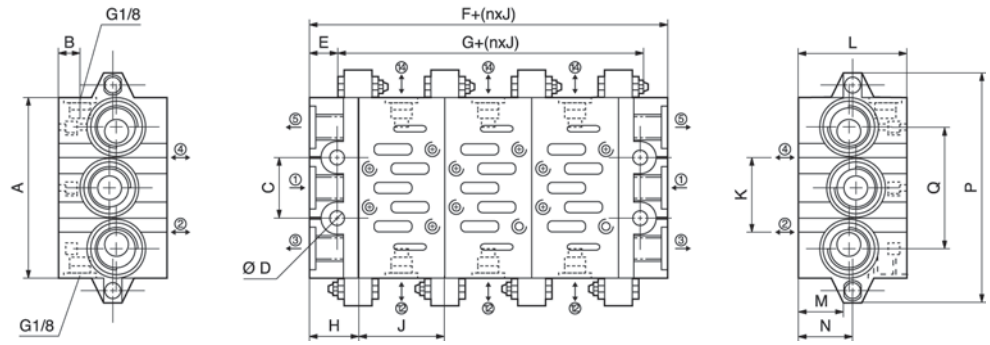 G1/8
B
A
④
②
G1/8
F+(nxJ)
E
G+(nxJ)
⑭ ⑭ ⑭
⑤ ⑤
C
① ①
③ ③
Ø D
⑫ ⑫ ⑫
H
J
L
④
K
Q
P
②
M
N